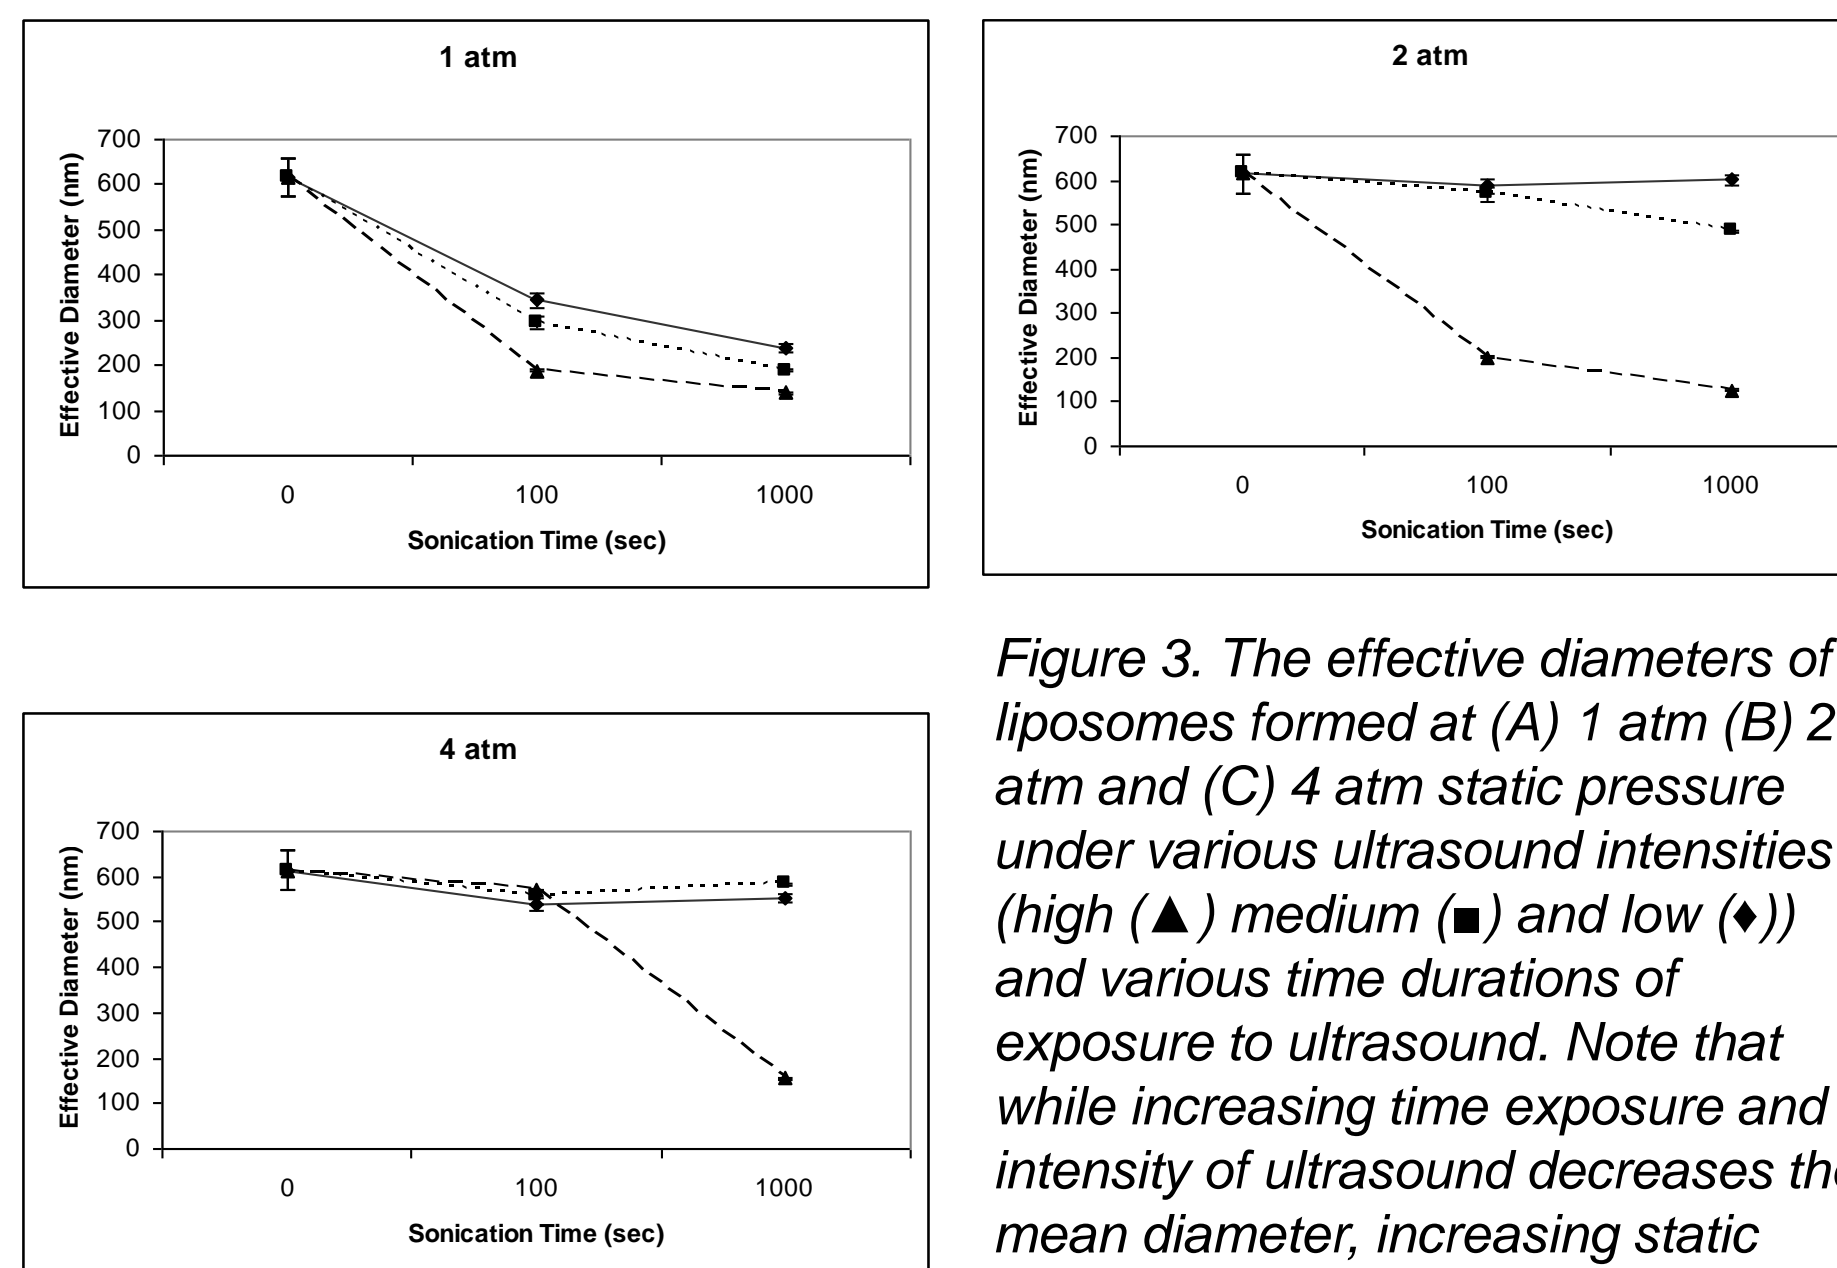 1 atm
Effective Diameter (nm)
700
600
500
400
300
200
100
0
0 100 1000
Sonication Time (sec)
2 atm
Effective Diameter (nm)
700
600
500
400
300
200
100
0
0 100 1000
Sonication Time (sec)
4 atm
Effective Diameter (nm)
700
600
500
400
300
200
100
0
0 100 1000
Sonication Time (sec)
Figure 3. The effective diameters of
liposomes formed at (A) 1 atm (B) 2
atm and (C) 4 atm static pressure
under various ultrasound intensities
(high (▲) medium (■) and low (♦))
and various time durations of
exposure to ultrasound. Note that
while increasing time exposure and
intensity of ultrasound decreases the
mean diameter, increasing static